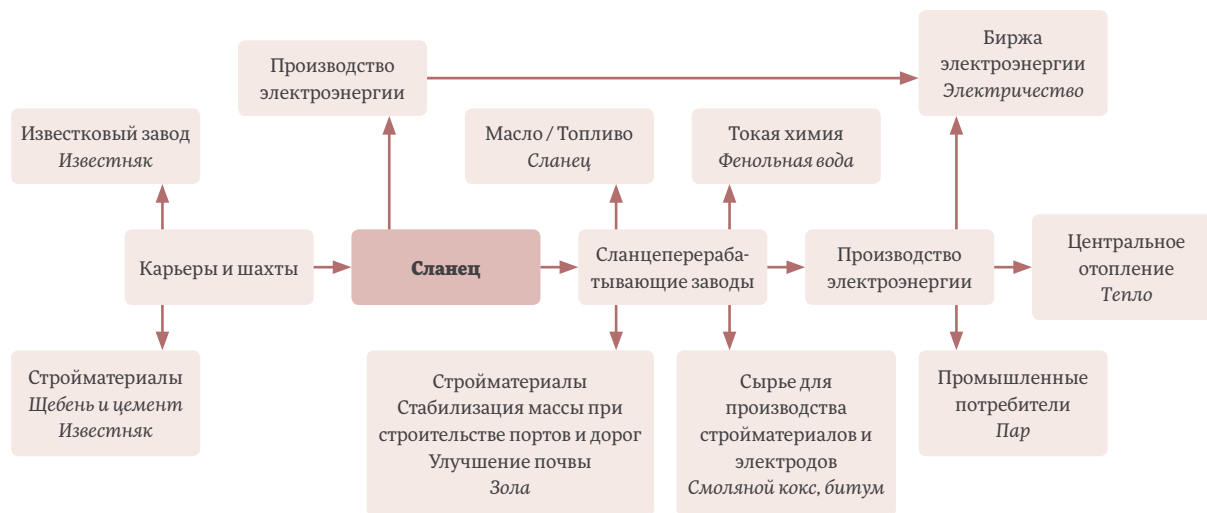 Биржа
электроэнергии
Электричество
Производство
электроэнергии
Известковый завод
Известняк
Масло / Топливо
Сланец
Токая химия
Фенольная вода
Карьеры и шахты
Сланец
Сланцеперераба-
тывающие заводы
Производство
электроэнергии
Центральное
отопление
Тепло
Стройматериалы
Щебень и цемент
Известняк
Стройматериалы
Стабилизация массы при
строительстве портов и дорог
Улучшение почвы
Зола
Сырье для
производства
стройматериалов и
электродов
Смоляной кокс, битум
Промышленные
потребители
Пар